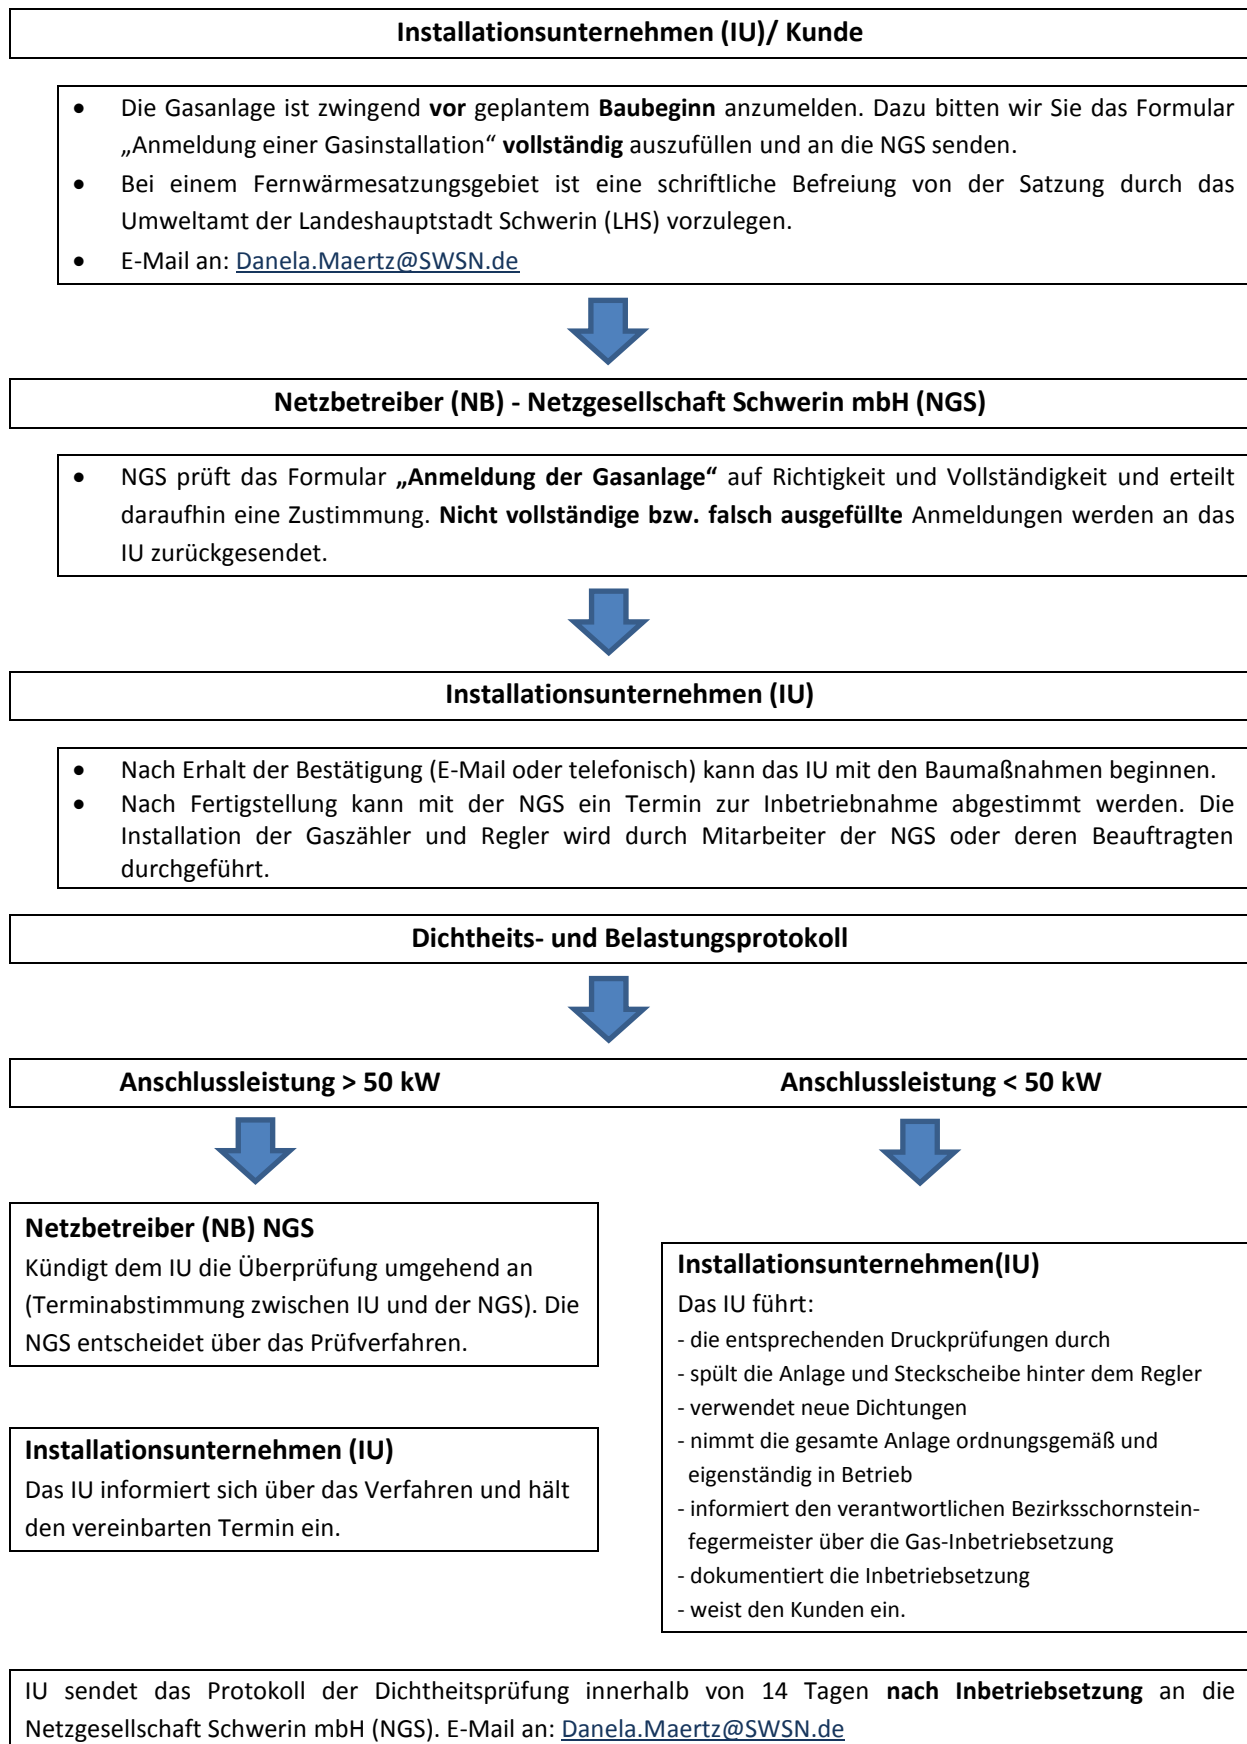 Installationsunternehmen (IU)/ Kunde
• Die Gasanlage ist zwingend vor geplantem Baubeginn anzumelden. Dazu bitten wir Sie das Formular
„Anmeldung einer Gasinstallation“ vollständig auszufüllen und an die NGS senden.
• Bei einem Fernwärmesatzungsgebiet ist eine schriftliche Befreiung von der Satzung durch das
Umweltamt der Landeshauptstadt Schwerin (LHS) vorzulegen.
• E-Mail an: Danela.Maertz@SWSN.de
Netzbetreiber (NB) - Netzgesellschaft Schwerin mbH (NGS)
• NGS prüft das Formular „Anmeldung der Gasanlage“ auf Richtigkeit und Vollständigkeit und erteilt
daraufhin eine Zustimmung. Nicht vollständige bzw. falsch ausgefüllte Anmeldungen werden an das
IU zurückgesendet.
Installationsunternehmen (IU)
• Nach Erhalt der Bestätigung (E-Mail oder telefonisch) kann das IU mit den Baumaßnahmen beginnen.
• Nach Fertigstellung kann mit der NGS ein Termin zur Inbetriebnahme abgestimmt werden. Die
Installation der Gaszähler und Regler wird durch Mitarbeiter der NGS oder deren Beauftragten
durchgeführt.
Dichtheits- und Belastungsprotokoll
Anschlussleistung > 50 kW
Anschlussleistung < 50 kW
Netzbetreiber (NB) NGS
Kündigt dem IU die Überprüfung umgehend an
(Terminabstimmung zwischen IU und der NGS). Die
NGS entscheidet über das Prüfverfahren.
Installationsunternehmen (IU)
Das IU informiert sich über das Verfahren und hält
den vereinbarten Termin ein.
Installationsunternehmen(IU)
Das IU führt:
- die entsprechenden Druckprüfungen durch
- spült die Anlage und Steckscheibe hinter dem Regler
- verwendet neue Dichtungen
- nimmt die gesamte Anlage ordnungsgemäß und
eigenständig in Betrieb
- informiert den verantwortlichen Bezirksschornstein-
fegermeister über die Gas-Inbetriebsetzung
- dokumentiert die Inbetriebsetzung
- weist den Kunden ein.
IU sendet das Protokoll der Dichtheitsprüfung innerhalb von 14 Tagen nach Inbetriebsetzung an die
Netzgesellschaft Schwerin mbH (NGS). E-Mail an: Danela.Maertz@SWSN.de